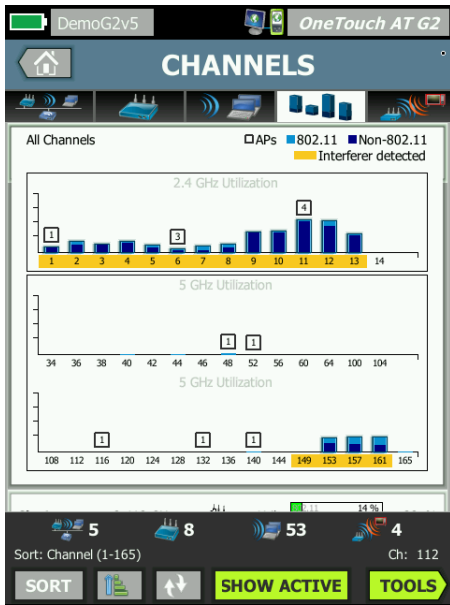 DemoG2v5
OneTouch AT G2
CHANNELS
All Channels
APs 802.11 Non-802.11
Interferer detected
2.4 GHz Utilization
1 3 4
1 2 3 4 5 6 7 8 9 10 11 12 13 14
5 GHz Utilization
1 1
34 36 38 40 42 44 46 48 52 56 60 64 100 104
5 GHz Utilization
1 1 1
108 112 116 120 124 128 132 136 140 144 149 153 157 161 165
14 %
5 8 53 4
Sort: Channel (1-165)
Ch: 112
SORT
SHOW ACTIVE
TOOLS